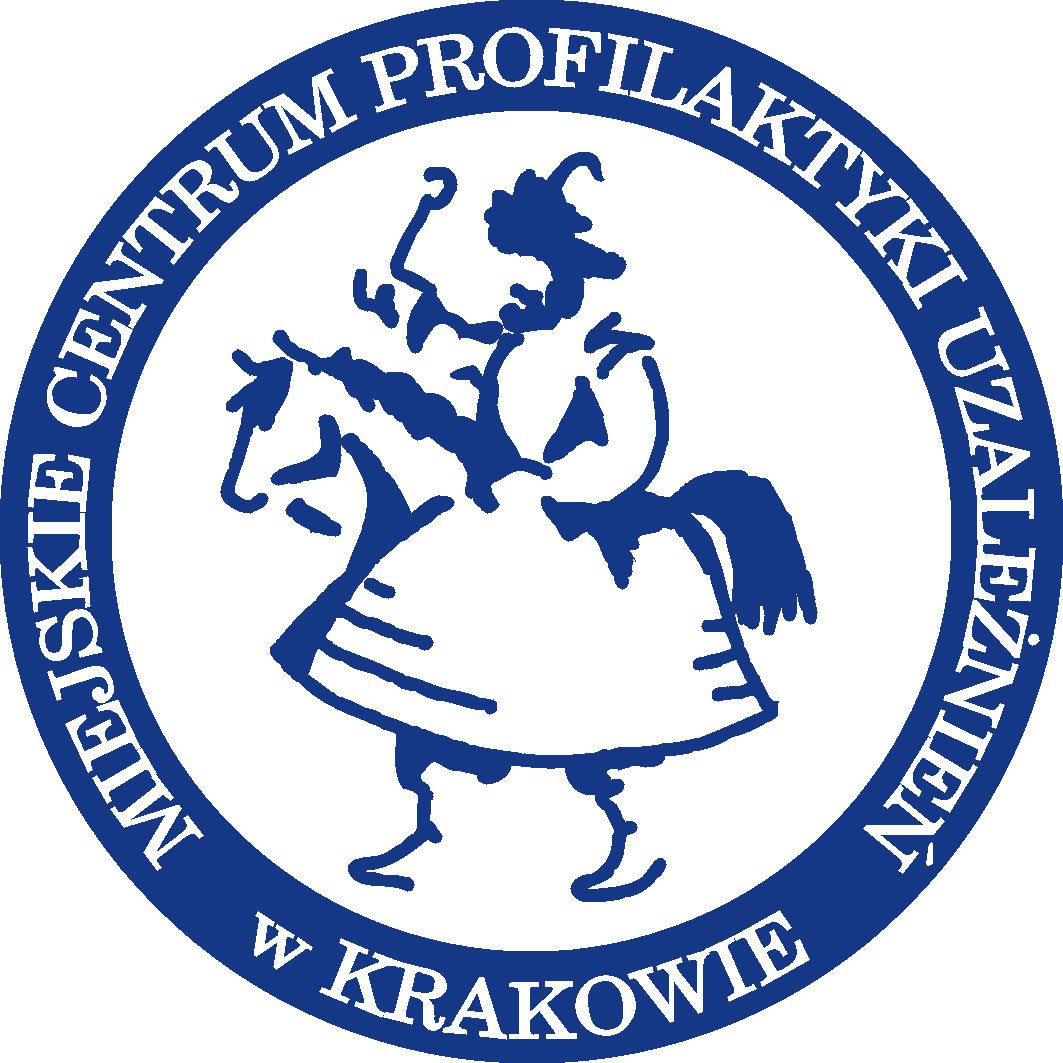 MIEJSKIE CENTRUM PROFILAKTYKI UZALEŻNIEŃ
w KRAKOWIE